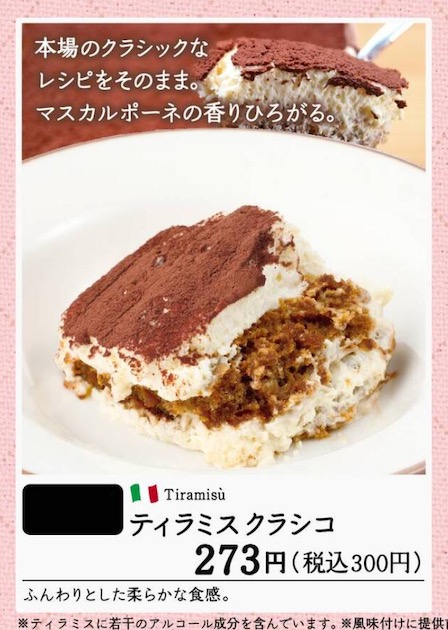 本場のクラシックな
レシピをそのまま。
マスカルポーネの香りひろがる。
Tiramisù
ティラミス クラシコ
273円(税込300円)
ふんわりとした柔らかな食感。
※ティラミスに若干のアルコール成分を含んでいます。※風味付けに提供